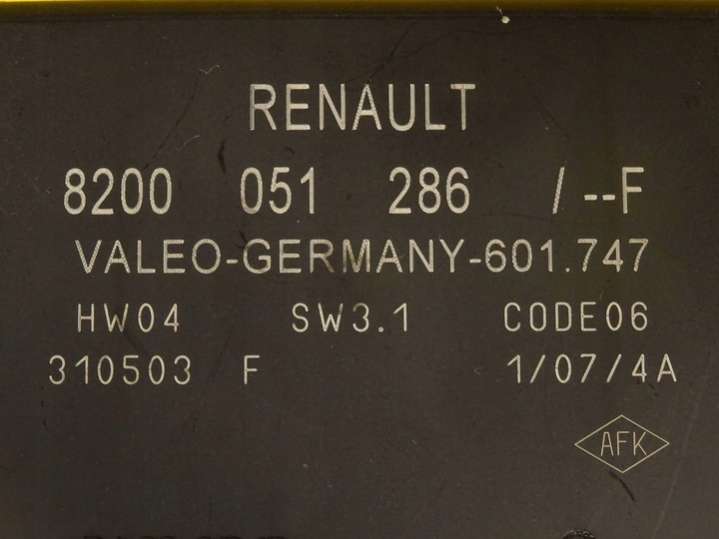 RENAULT
8200 051 286 / --F
VALEO-GERMANY-601.747
HW04 SW3.1 CODE06
310503 F 1/07/4A
AFK